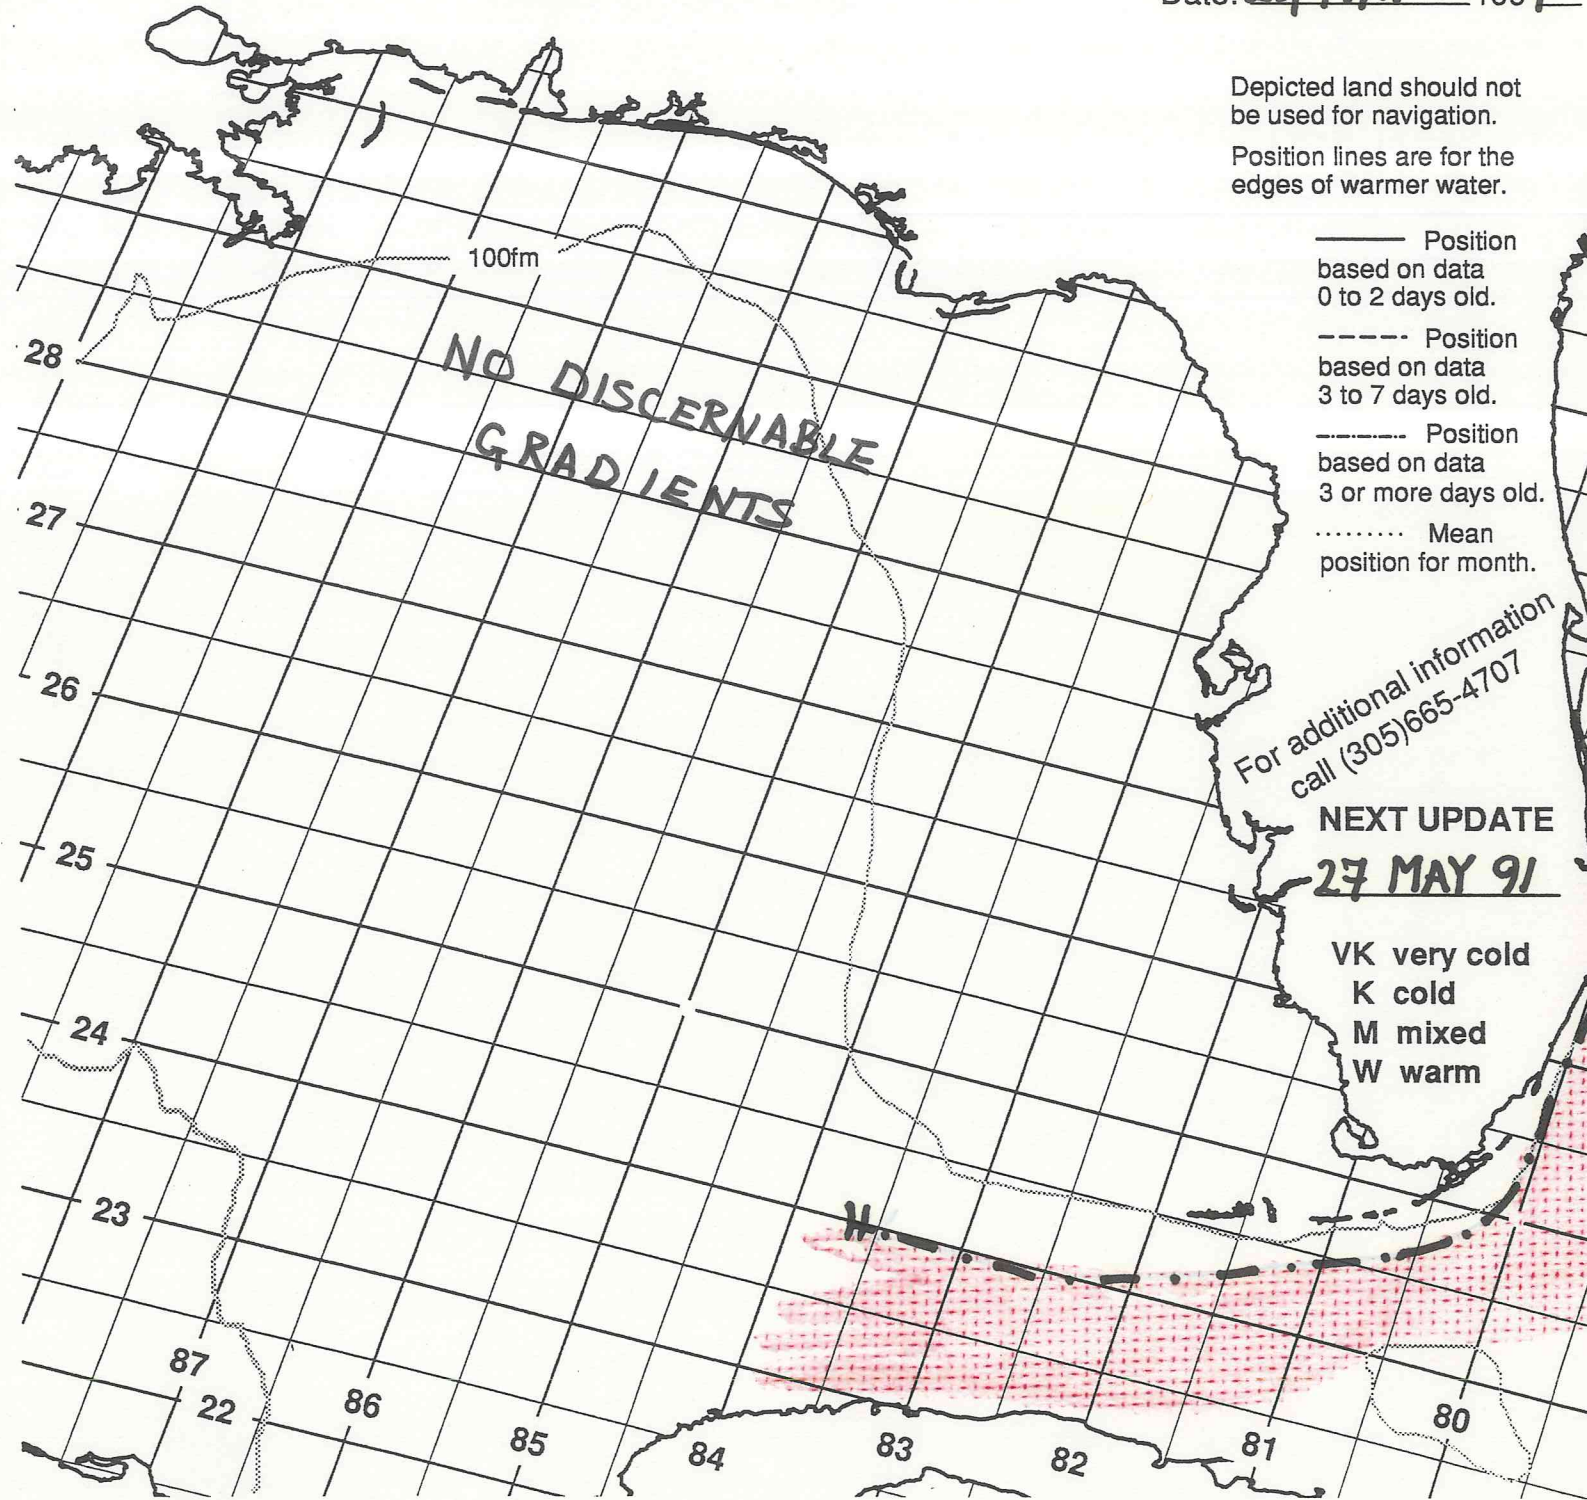 Date:
Depicted land should not
be used for navigation.
Position lines are for the
edges of warmer water.
Position
based on data
0 to 2 days old.
Position
based on data
3 to 7 days old.
Position
based on data
3 or more days old.
Mean
position for month.
For additional information
call (305)665-4707
NEXT UPDATE
27 MAY 91
VK very cold
K cold
M mixed
W warm
100fm
NO DISCERNABLE
GRADIENTS
28
27
26
25
24
23
22
87
86
85
84
83
82
81
80